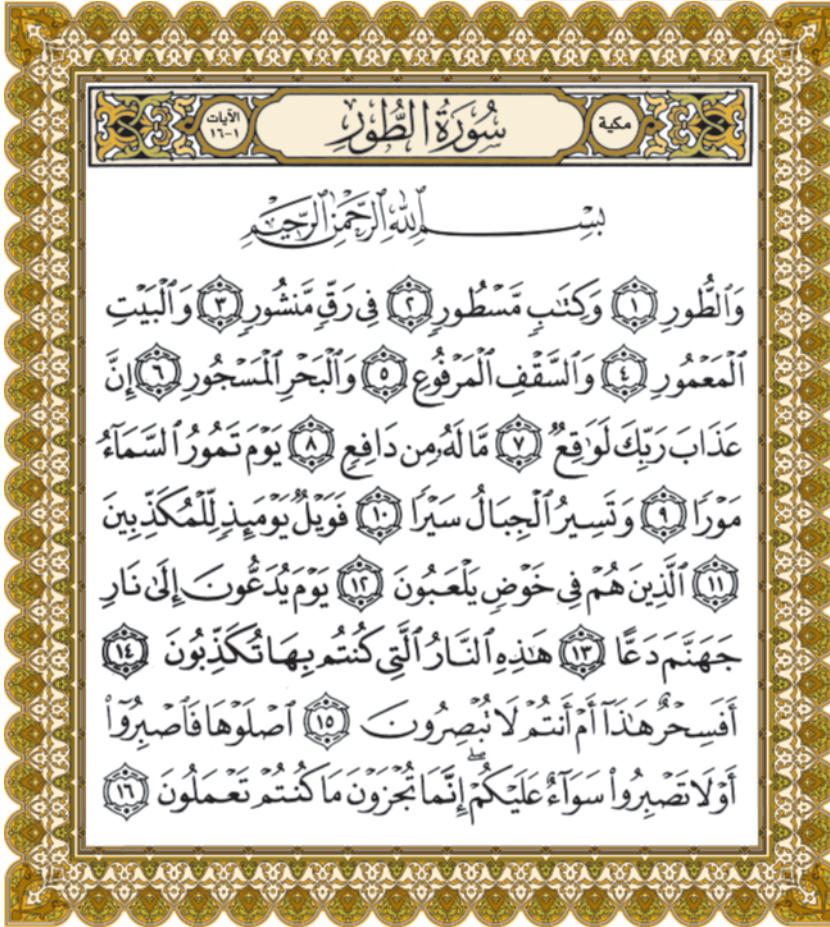 مكية
سُورَةُ الطُّورِ
الآيات ١-١٦
بِسْمِ ٱللَّهِ ٱلرَّحْمَٰنِ ٱلرَّحِيمِ
وَٱلطُّورِ ١ وَكِتَٰبٖ مَّسۡطُورٖ ٢ فِي رَقّٖ مَّنشُورٖ ٣ وَٱلۡبَيۡتِ
ٱلۡمَعۡمُورِ ٤ وَٱلسَّقۡفِ ٱلۡمَرۡفُوعِ ٥ وَٱلۡبَحۡرِ ٱلۡمَسۡجُورِ ٦ إِنَّ
عَذَابَ رَبِّكَ لَوَٰقِعٞ ٧ مَّا لَهُۥ مِن دَافِعٖ ٨ يَوۡمَ تَمُورُ ٱلسَّمَآءُ
مَوۡرٗا ٩ وَتَسِيرُ ٱلۡجِبَالُ سَيۡرٗا ١٠ فَوَيۡلٞ يَوۡمَئِذٖ لِّلۡمُكَذِّبِينَ
١١ ٱلَّذِينَ هُمۡ فِي خَوۡضٖ يَلۡعَبُونَ ١٢ يَوۡمَ يُدَعُّونَ إِلَىٰ نَارِ
جَهَنَّمَ دَعًّا ١٣ هَٰذِهِ ٱلنَّارُ ٱلَّتِي كُنتُم بِهَا تُكَذِّبُونَ ١٤
أَفَسِحۡرٌ هَٰذَآ أَمۡ أَنتُمۡ لَا تُبۡصِرُونَ ١٥ ٱصۡلَوۡهَا فَٱصۡبِرُوٓاْ
أَوۡ لَا تَصۡبِرُواْ سَوَآءٌ عَلَيۡكُمۡۖ إِنَّمَا تُجۡزَوۡنَ مَا كُنتُمۡ تَعۡمَلُونَ ١٦